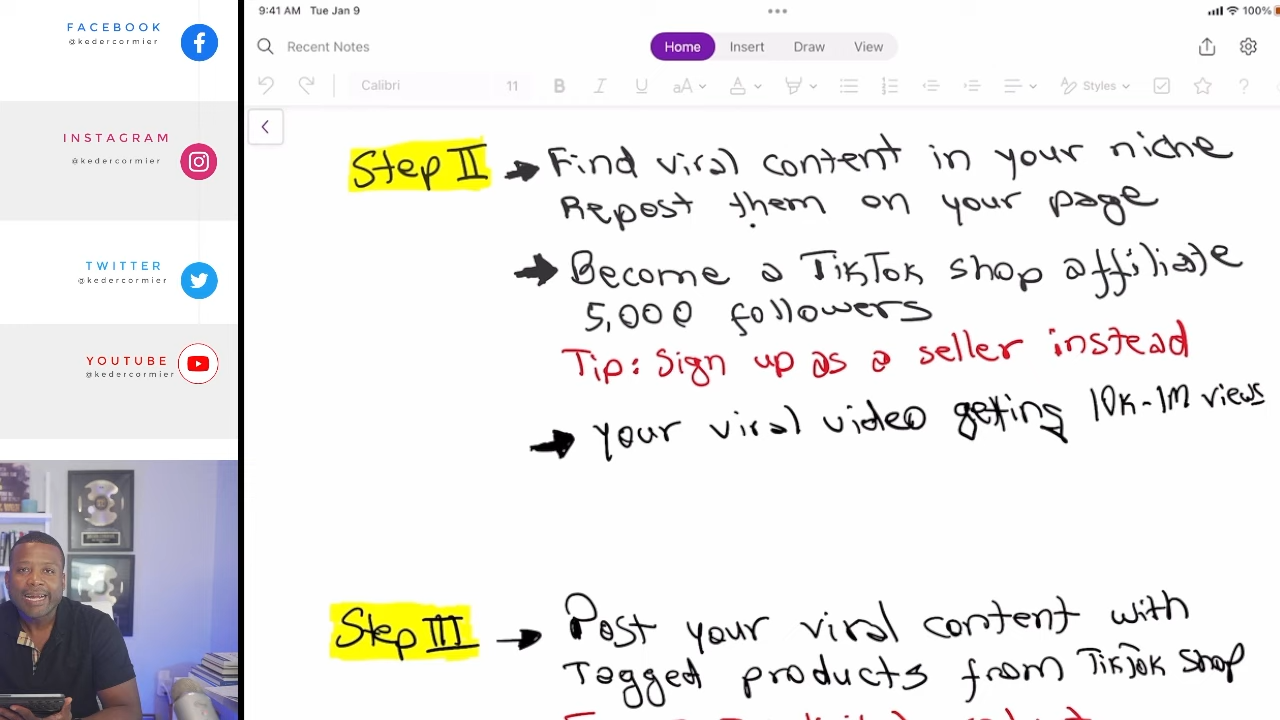 FACEBOOK
@kedercormier
INSTAGRAM
@kedercormier
TWITTER
@kedercormier
YOUTUBE
@kedercormier
9:41 AM Tue Jan 9
100%
Recent Notes
Home Insert Draw View
Calibri 11 B I U aA A Styles ?
Step II → Find viral content in your niche
Repost them on your page
→ Become a TikTok shop affiliate
5,000 followers
Tip: Sign up as a seller instead
→ your viral video getting 10K-1M views
Step III → Post your viral content with
Tagged products from TikTok shop